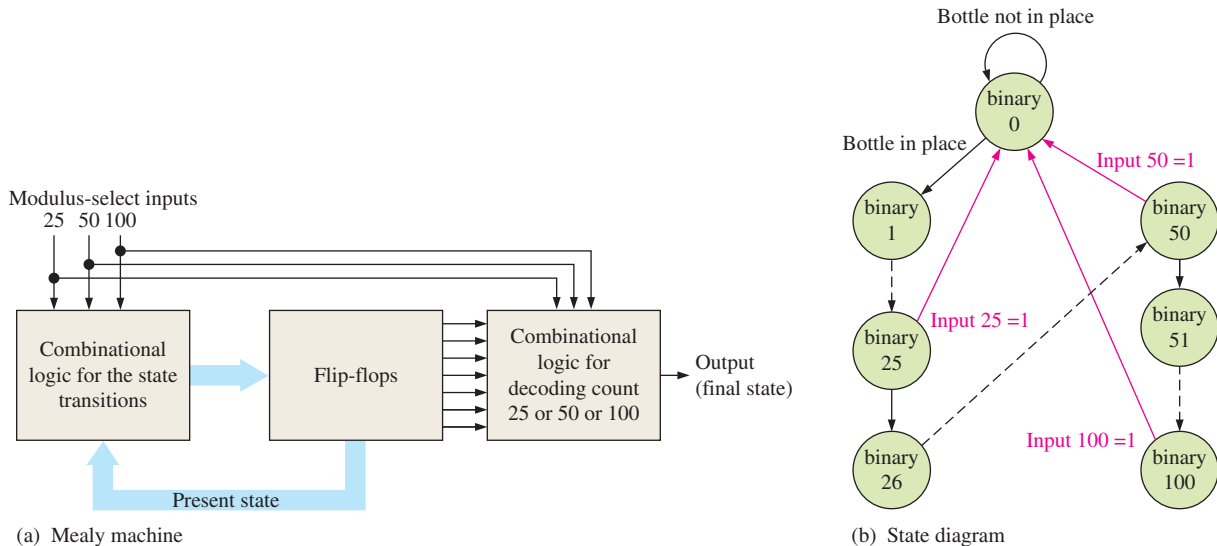 Modulus-select inputs
25 50 100
Combinational
logic for the state
transitions
Flip-flops
Combinational
logic for
decoding count
25 or 50 or 100
Output
(final state)
Present state
(a) Mealy machine
Bottle not in place
binary
0
Bottle in place
Input 50 =1
binary
1
binary
50
Input 25 =1
binary
25
binary
51
Input 100 =1
binary
26
binary
100
(b) State diagram